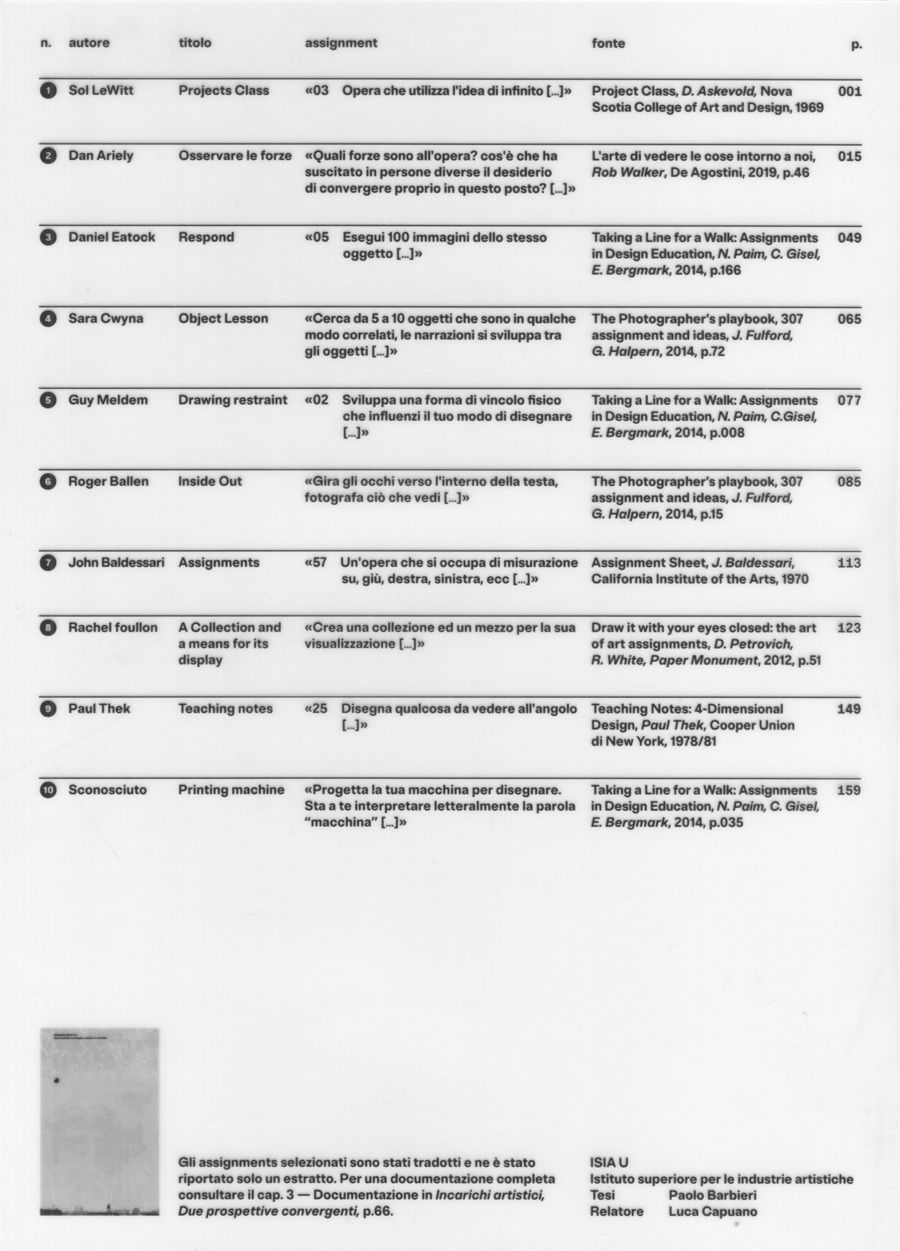 n. autore titolo assignment fonte p.
1 Sol LeWitt Projects Class «03 Opera che utilizza l'idea di infinito [...]» Project Class, D. Askevold, Nova 001
Scotia College of Art and Design, 1969
2 Dan Ariely Osservare le forze «Quali forze sono all'opera? cos'è che ha L'arte di vedere le cose intorno a noi, 015
suscitato in persone diverse il desiderio Rob Walker, De Agostini, 2019, p.46
di convergere proprio in questo posto? [...]»
3 Daniel Eatock Respond «05 Esegui 100 immagini dello stesso Taking a Line for a Walk: Assignments 049
oggetto [...]» in Design Education, N. Paim, C. Gisel,
E. Bergmark, 2014, p.166
4 Sara Cwyna Object Lesson «Cerca da 5 a 10 oggetti che sono in qualche The Photographer's playbook, 307 065
modo correlati, le narrazioni si sviluppa tra assignment and ideas, J. Fulford,
gli oggetti [...]» G. Halpern, 2014, p.72
5 Guy Meldem Drawing restraint «02 Sviluppa una forma di vincolo fisico Taking a Line for a Walk: Assignments 077
che influenzi il tuo modo di disegnare in Design Education, N. Paim, C.Gisel,
[...]» E. Bergmark, 2014, p.008
6 Roger Ballen Inside Out «Gira gli occhi verso l'interno della testa, The Photographer's playbook, 307 085
fotografa ciò che vedi [...]» assignment and ideas, J. Fulford,
G. Halpern, 2014, p.15
7 John Baldessari Assignments «57 Un'opera che si occupa di misurazione Assignment Sheet, J. Baldessari, 113
su, giù, destra, sinistra, ecc [...]» California Institute of the Arts, 1970
8 Rachel foullon A Collection and «Crea una collezione ed un mezzo per la sua Draw it with your eyes closed: the art 123
a means for its visualizzazione [...]» of art assignments, D. Petrovich,
display R. White, Paper Monument, 2012, p.51
9 Paul Thek Teaching notes «25 Disegna qualcosa da vedere all'angolo Teaching Notes: 4-Dimensional 149
[...]» Design, Paul Thek, Cooper Union
di New York, 1978/81
10 Sconosciuto Printing machine «Progetta la tua macchina per disegnare. Taking a Line for a Walk: Assignments 159
Sta a te interpretare letteralmente la parola in Design Education, N. Paim, C. Gisel,
"macchina" [...]» E. Bergmark, 2014, p.035
Gli assignments selezionati sono stati tradotti e ne è stato
riportato solo un estratto. Per una documentazione completa
consultare il cap. 3 — Documentazione in Incarichi artistici,
Due prospettive convergenti, p.66.
ISIA U
Istituto superiore per le industrie artistiche
Tesi Paolo Barbieri
Relatore Luca Capuano